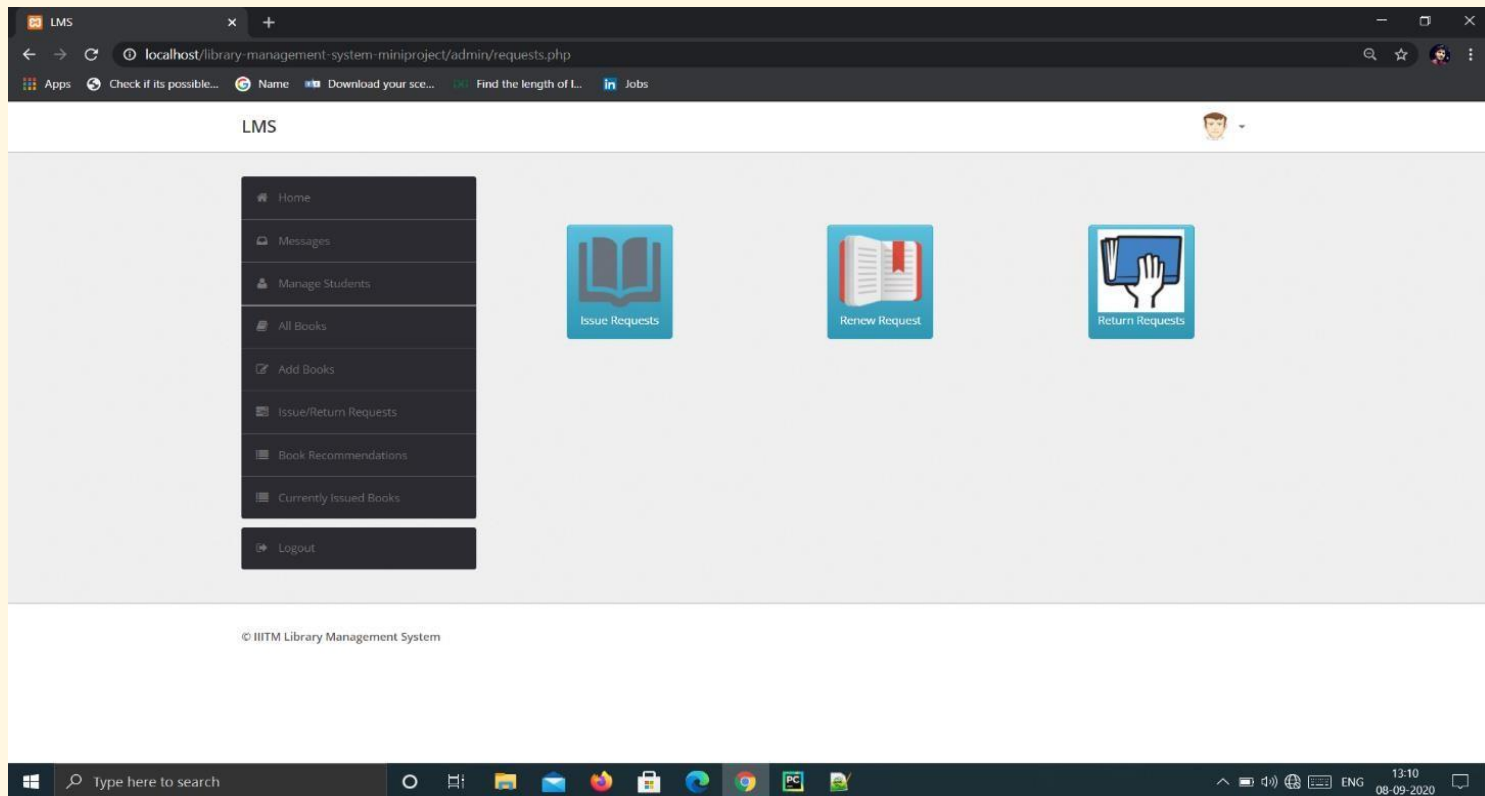 LMS
localhost/library-management-system-miniproject/admin/requests.php
Apps Check if its possible... Name Download your sce... Find the length of l... Jobs
LMS
Home
Messages
Manage Students
All Books
Add Books
Issue/Return Requests
Book Recommendations
Currently Issued Books
Logout
Issue Requests
Renew Request
Return Requests
© IIITM Library Management System
Type here to search
ENG
13:10
08-09-2020